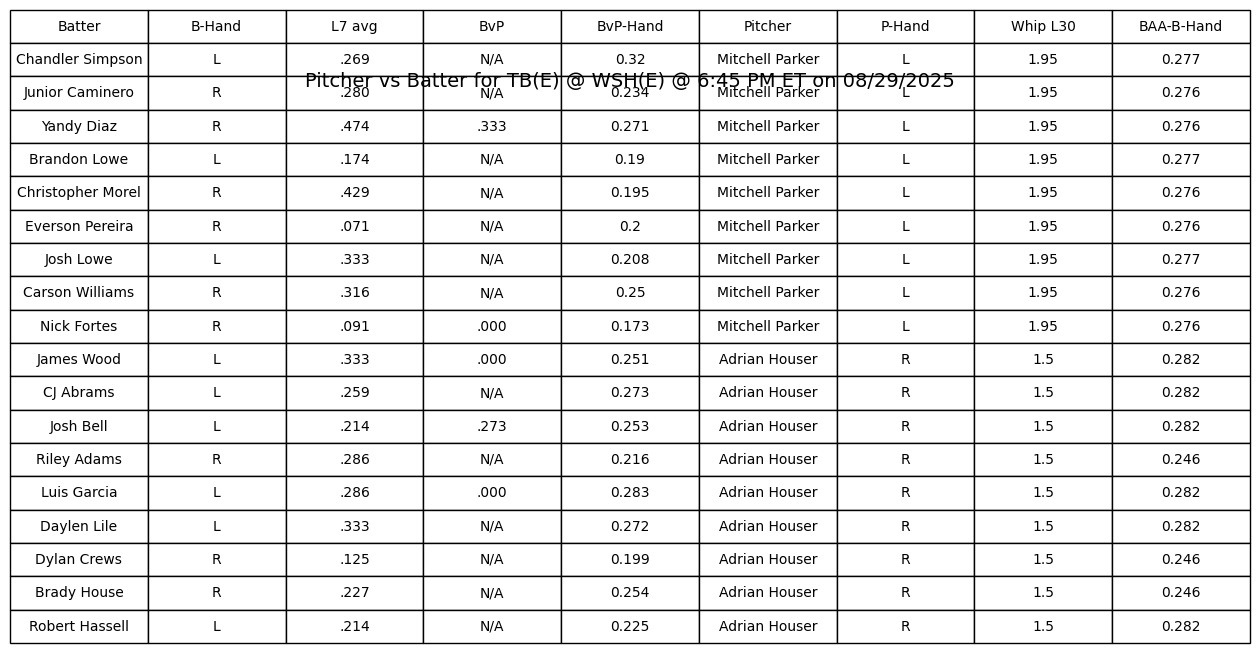 Batter B-Hand L7 avg BvP BvP-Hand Pitcher P-Hand Whip L30 BAA-B-Hand
Chandler Simpson L .269 N/A 0.32 Mitchell Parker L 1.95 0.277
Pitcher vs Batter for TB(E) @ WSH(E) @ 6:45 PM ET on 08/29/2025
Junior Caminero R .280 N/A 0.234 Mitchell Parker L 1.95 0.276
Yandy Diaz R .474 .333 0.271 Mitchell Parker L 1.95 0.276
Brandon Lowe L .174 N/A 0.19 Mitchell Parker L 1.95 0.277
Christopher Morel R .429 N/A 0.195 Mitchell Parker L 1.95 0.276
Everson Pereira R .071 N/A 0.2 Mitchell Parker L 1.95 0.276
Josh Lowe L .333 N/A 0.208 Mitchell Parker L 1.95 0.277
Carson Williams R .316 N/A 0.25 Mitchell Parker L 1.95 0.276
Nick Fortes R .091 .000 0.173 Mitchell Parker L 1.95 0.276
James Wood L .333 .000 0.251 Adrian Houser R 1.5 0.282
CJ Abrams L .259 N/A 0.273 Adrian Houser R 1.5 0.282
Josh Bell L .214 .273 0.253 Adrian Houser R 1.5 0.282
Riley Adams R .286 N/A 0.216 Adrian Houser R 1.5 0.246
Luis Garcia L .286 .000 0.283 Adrian Houser R 1.5 0.282
Daylen Lile L .333 N/A 0.272 Adrian Houser R 1.5 0.282
Dylan Crews R .125 N/A 0.199 Adrian Houser R 1.5 0.246
Brady House R .227 N/A 0.254 Adrian Houser R 1.5 0.246
Robert Hassell L .214 N/A 0.225 Adrian Houser R 1.5 0.282